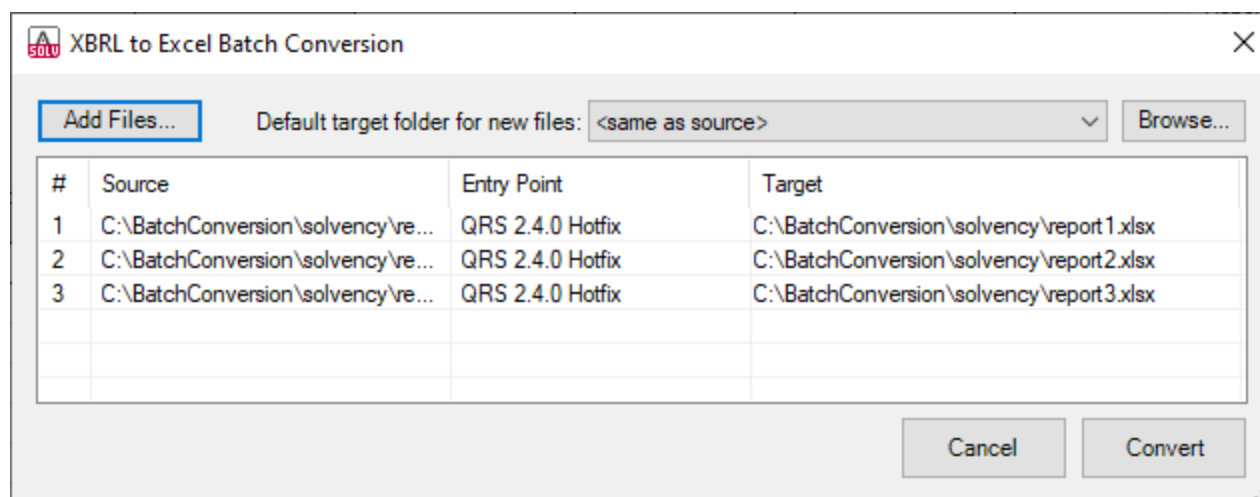 A SOLV XBRL to Excel Batch Conversion
Add Files... Default target folder for new files: <same as source> Browse...
# Source Entry Point Target
1 C:\BatchConversion\solvency\re... QRS 2.4.0 Hotfix C:\BatchConversion\solvency\report1.xlsx
2 C:\BatchConversion\solvency\re... QRS 2.4.0 Hotfix C:\BatchConversion\solvency\report2.xlsx
3 C:\BatchConversion\solvency\re... QRS 2.4.0 Hotfix C:\BatchConversion\solvency\report3.xlsx
Cancel Convert